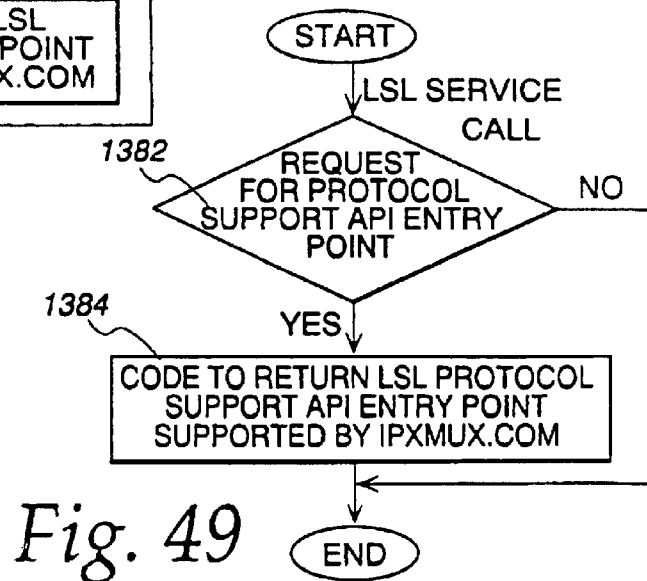 LSL
POINT
X.COM
START
LSL SERVICE
CALL
1382
REQUEST
FOR PROTOCOL
SUPPORT API ENTRY
POINT
NO
1384
YES
CODE TO RETURN LSL PROTOCOL
SUPPORT API ENTRY POINT
SUPPORTED BY IPXMUX.COM
Fig. 49
END